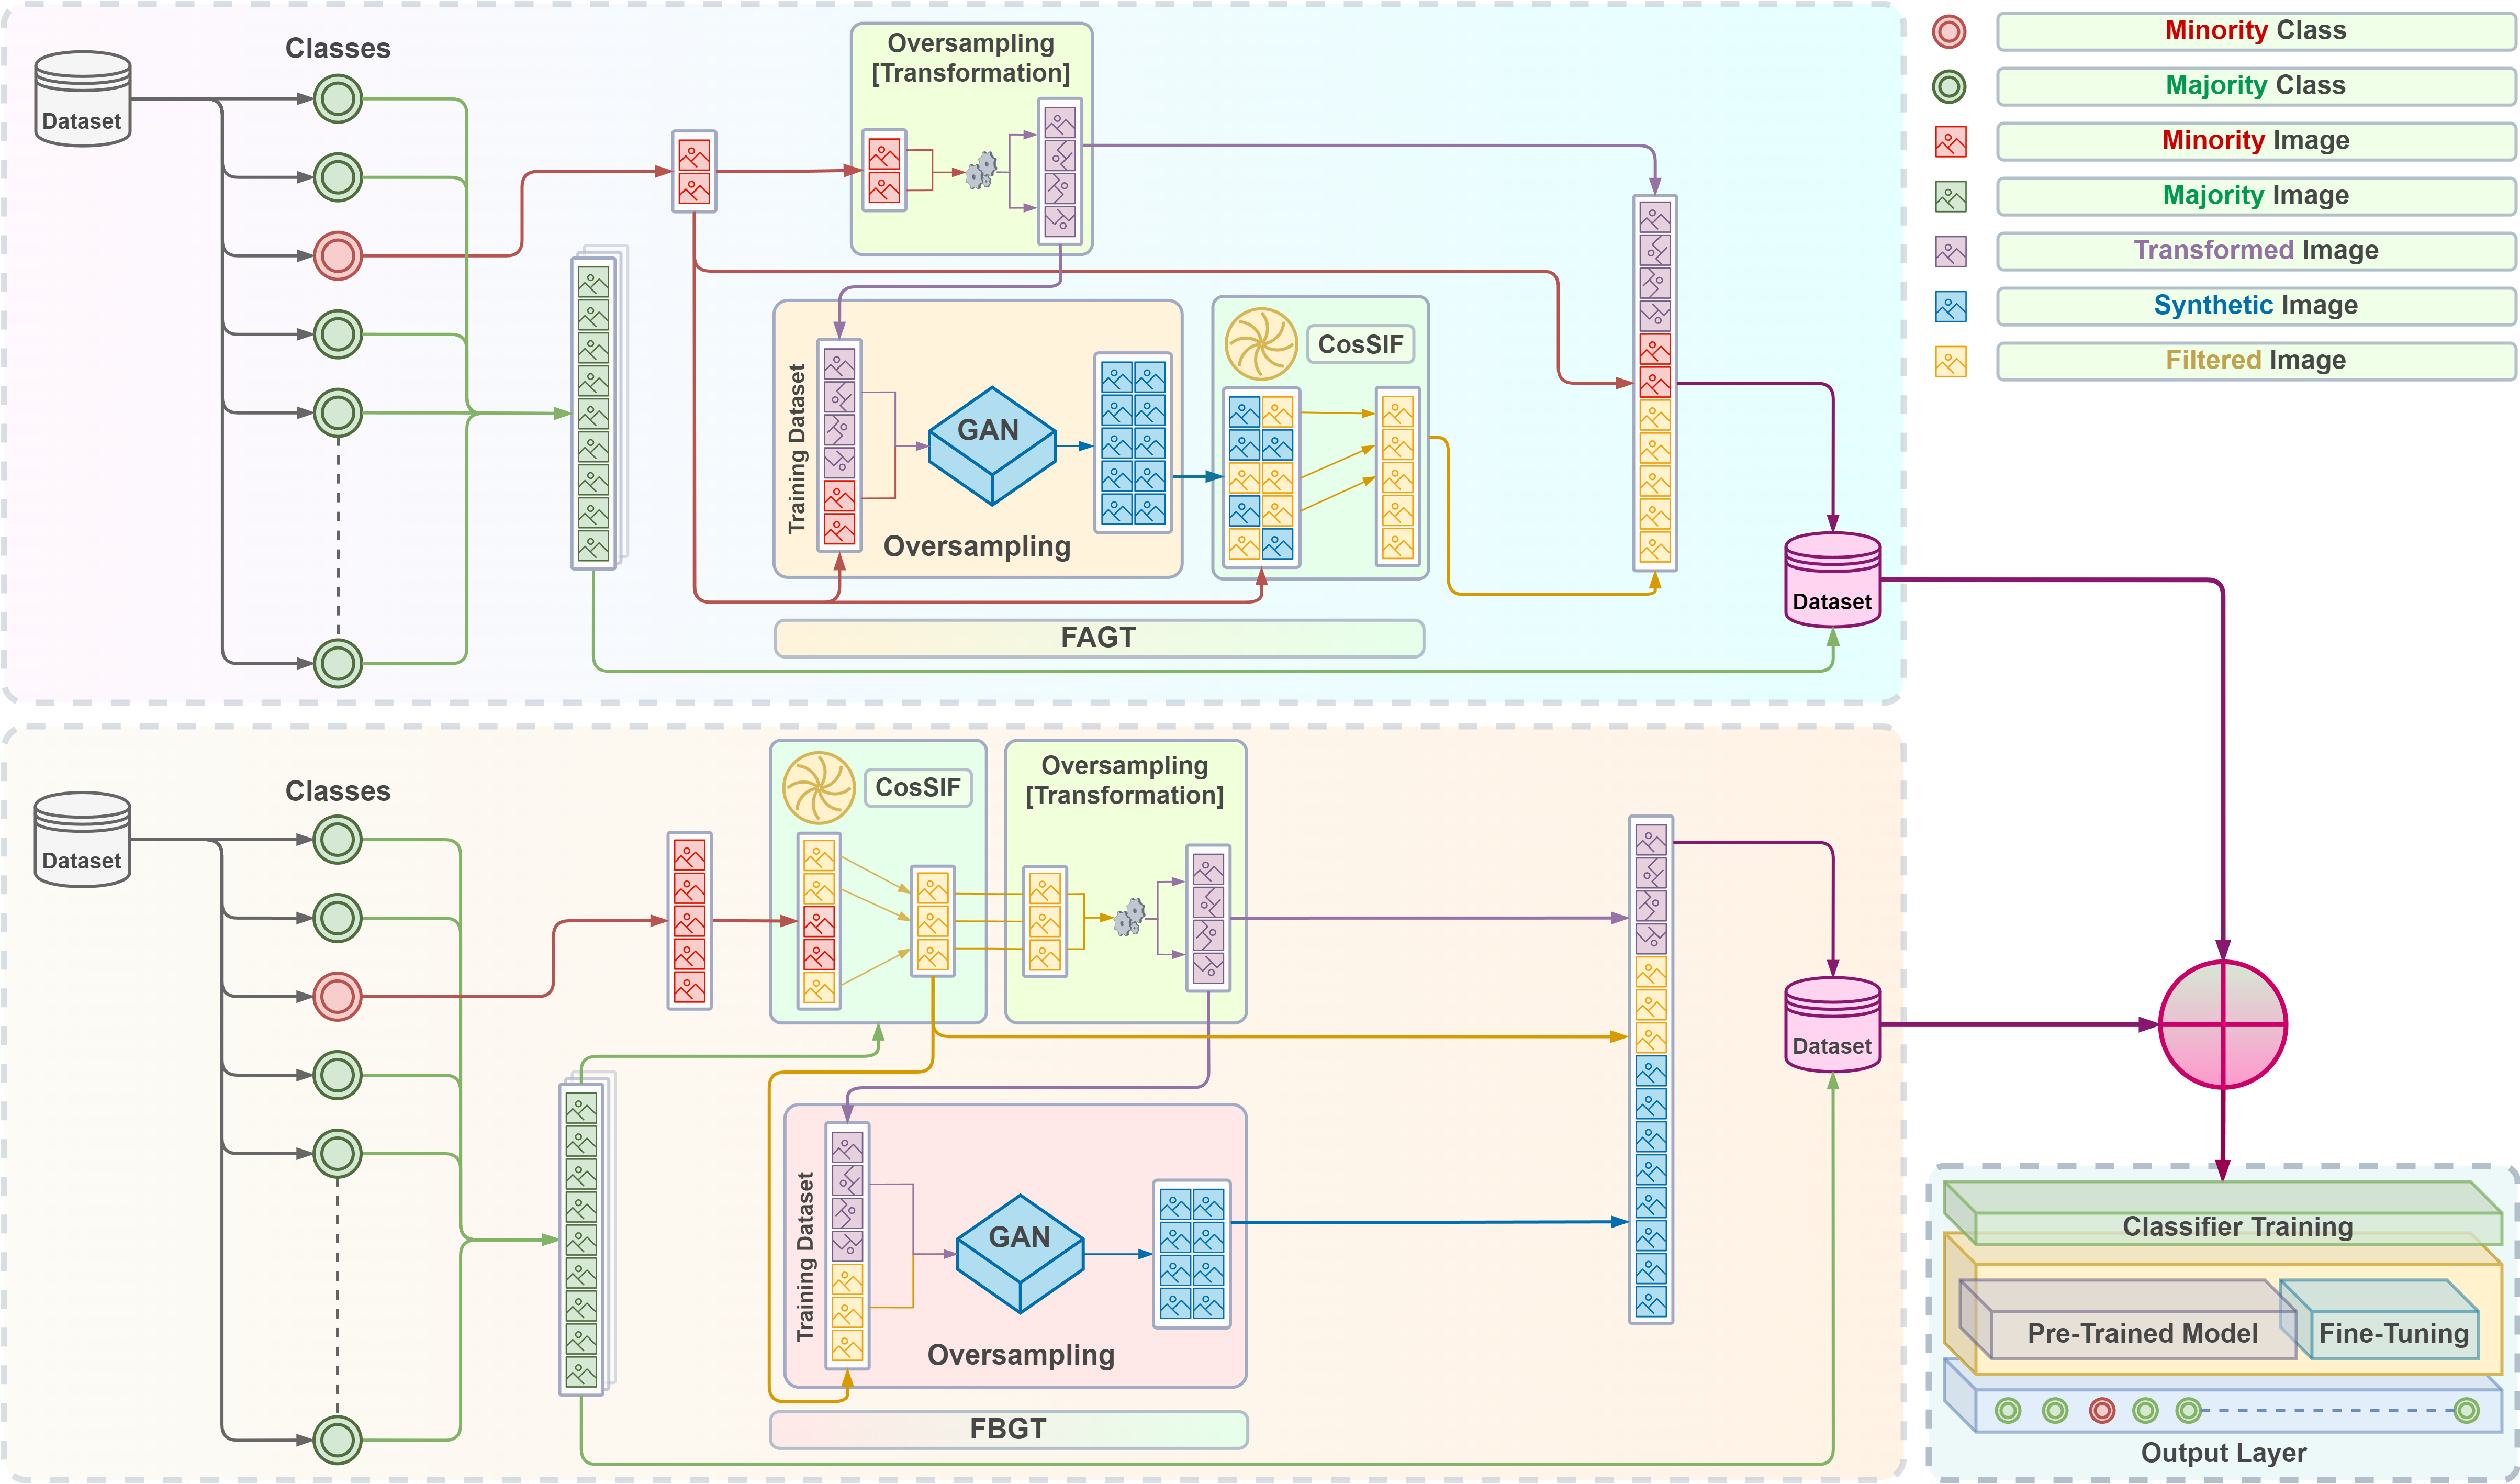 Dataset
Classes
Oversampling
[Transformation]
Training Dataset
GAN
Oversampling
CosSIF
FAGT
Dataset
Minority Class
Majority Class
Minority Image
Majority Image
Transformed Image
Synthetic Image
Filtered Image
Dataset
Classes
CosSIF
Oversampling
[Transformation]
Training Dataset
GAN
Oversampling
FBGT
Dataset
Classifier Training
Pre-Trained Model
Fine-Tuning
Output Layer